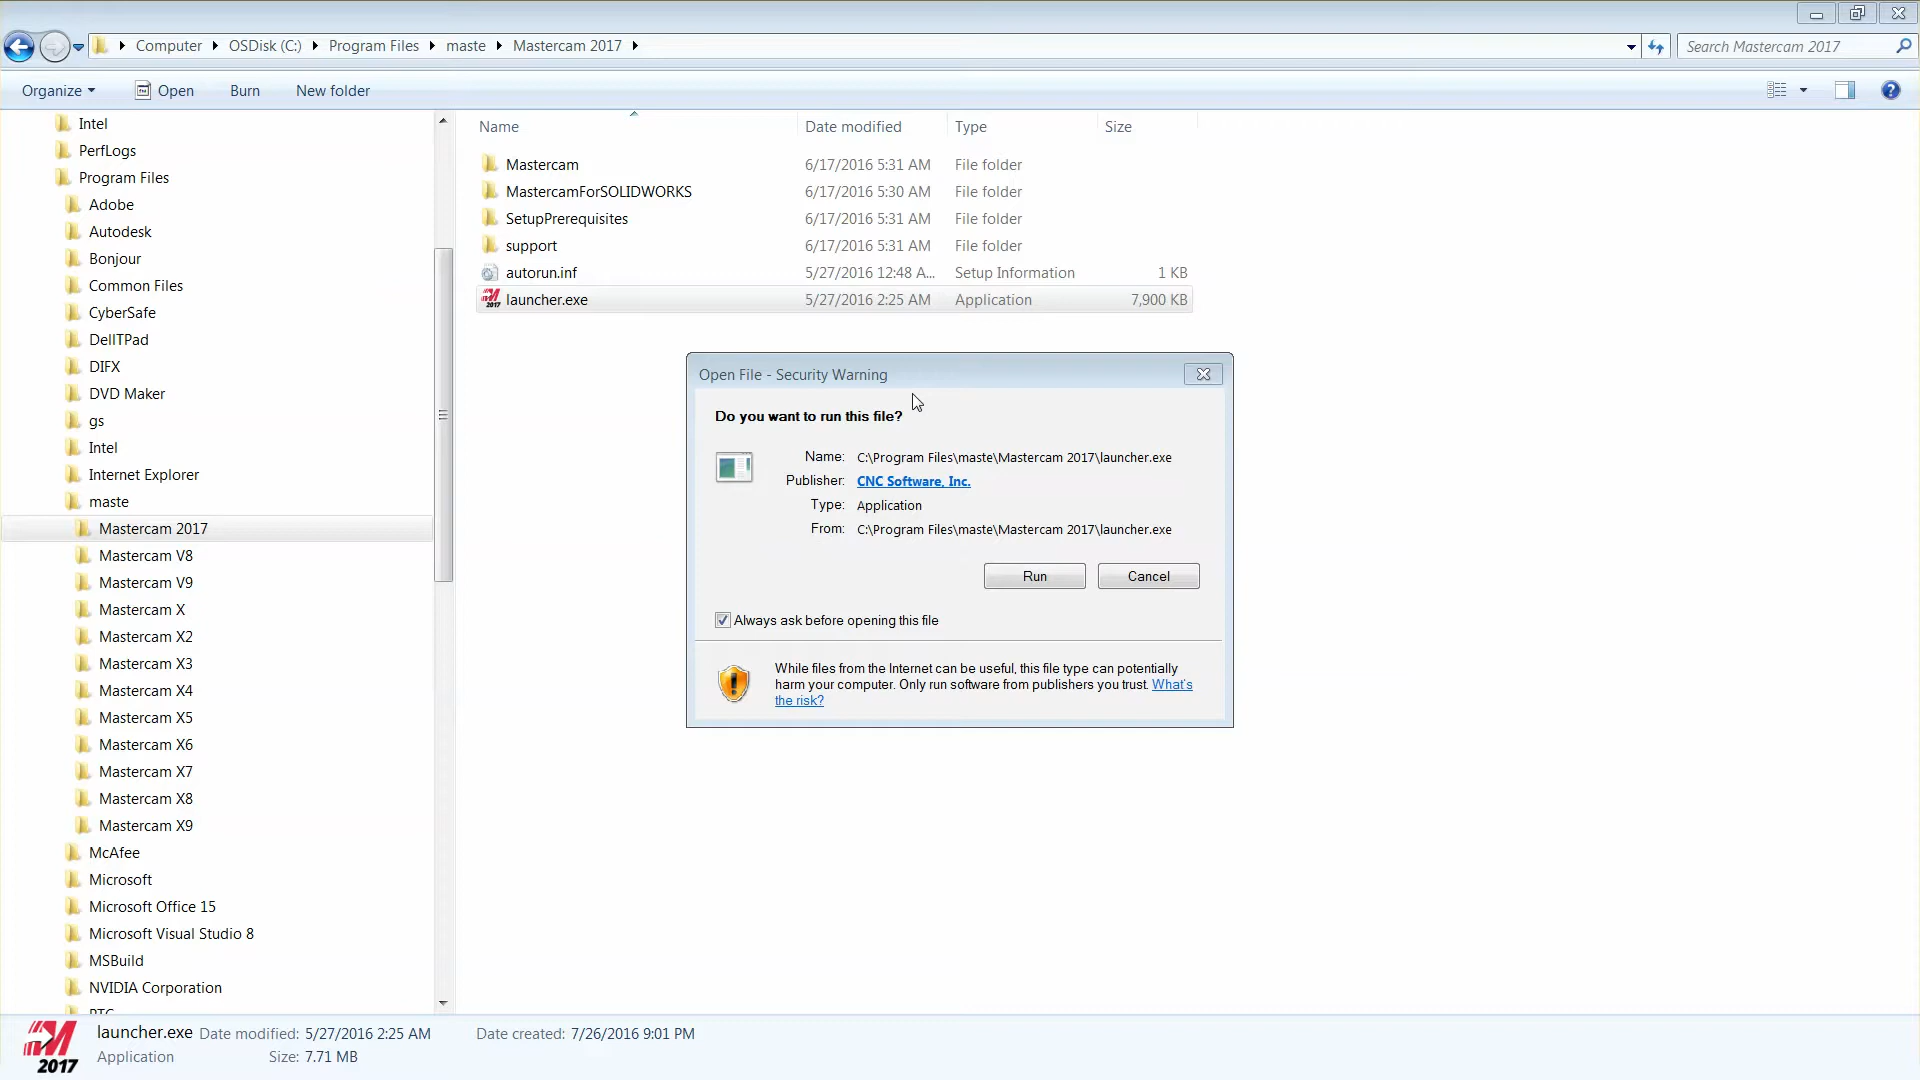 Computer OSDisk (C:) Program Files maste Mastercam 2017
Search Mastercam 2017
Organize Open Burn New folder
Intel
PerfLogs
Program Files
Adobe
Autodesk
Bonjour
Common Files
CyberSafe
DellTPad
DIFX
DVD Maker
gs
Intel
Internet Explorer
maste
Mastercam 2017
Mastercam V8
Mastercam V9
Mastercam X
Mastercam X2
Mastercam X3
Mastercam X4
Mastercam X5
Mastercam X6
Mastercam X7
Mastercam X8
Mastercam X9
McAfee
Microsoft
Microsoft Office 15
Microsoft Visual Studio 8
MSBuild
NVIDIA Corporation
Name Date modified Type Size
Mastercam 6/17/2016 5:31 AM File folder
MastercamForSOLIDWORKS 6/17/2016 5:30 AM File folder
SetupPrerequisites 6/17/2016 5:31 AM File folder
support 6/17/2016 5:31 AM File folder
autorun.inf 5/27/2016 12:48 A... Setup Information 1 KB
launcher.exe 5/27/2016 2:25 AM Application 7,900 KB
Open File - Security Warning
Do you want to run this file?
Name: C:\Program Files\maste\Mastercam 2017\launcher.exe
Publisher: CNC Software, Inc.
Type: Application
From: C:\Program Files\maste\Mastercam 2017\launcher.exe
Run Cancel
Always ask before opening this file
While files from the Internet can be useful, this file type can potentially
harm your computer. Only run software from publishers you trust. What's
the risk?
launcher.exe Date modified: 5/27/2016 2:25 AM Date created: 7/26/2016 9:01 PM
Application Size: 7.71 MB
2017